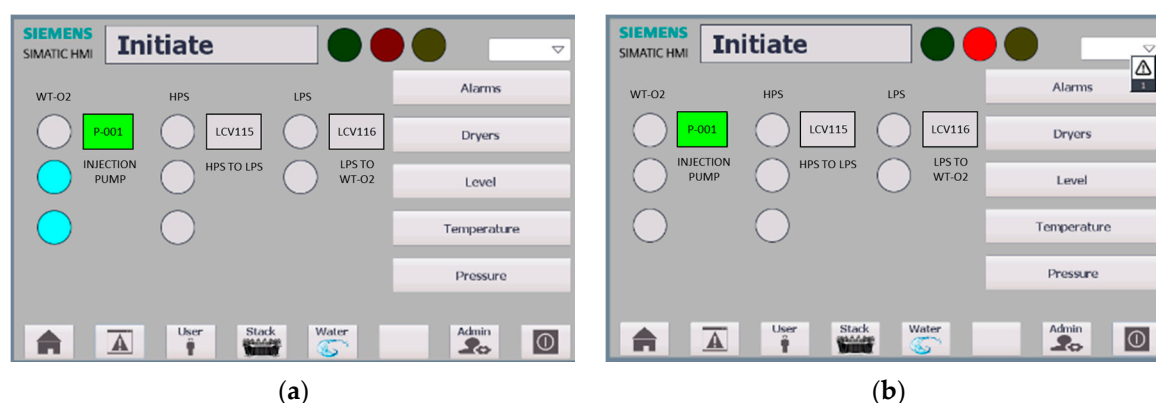 SIEMENS
SIMATIC HMI
Initiate
WT-O2
HPS
LPS
P-001
LCV115
LCV116
INJECTION
PUMP
HPS TO LPS
LPS TO
WT-O2
Alarms
Dryers
Level
Temperature
Pressure
User
Stack
Water
Admin
(a)
SIEMENS
SIMATIC HMI
Initiate
1
WT-O2
HPS
LPS
P-001
LCV115
LCV116
INJECTION
PUMP
HPS TO LPS
LPS TO
WT-O2
Alarms
Dryers
Level
Temperature
Pressure
User
Stack
Water
Admin
(b)